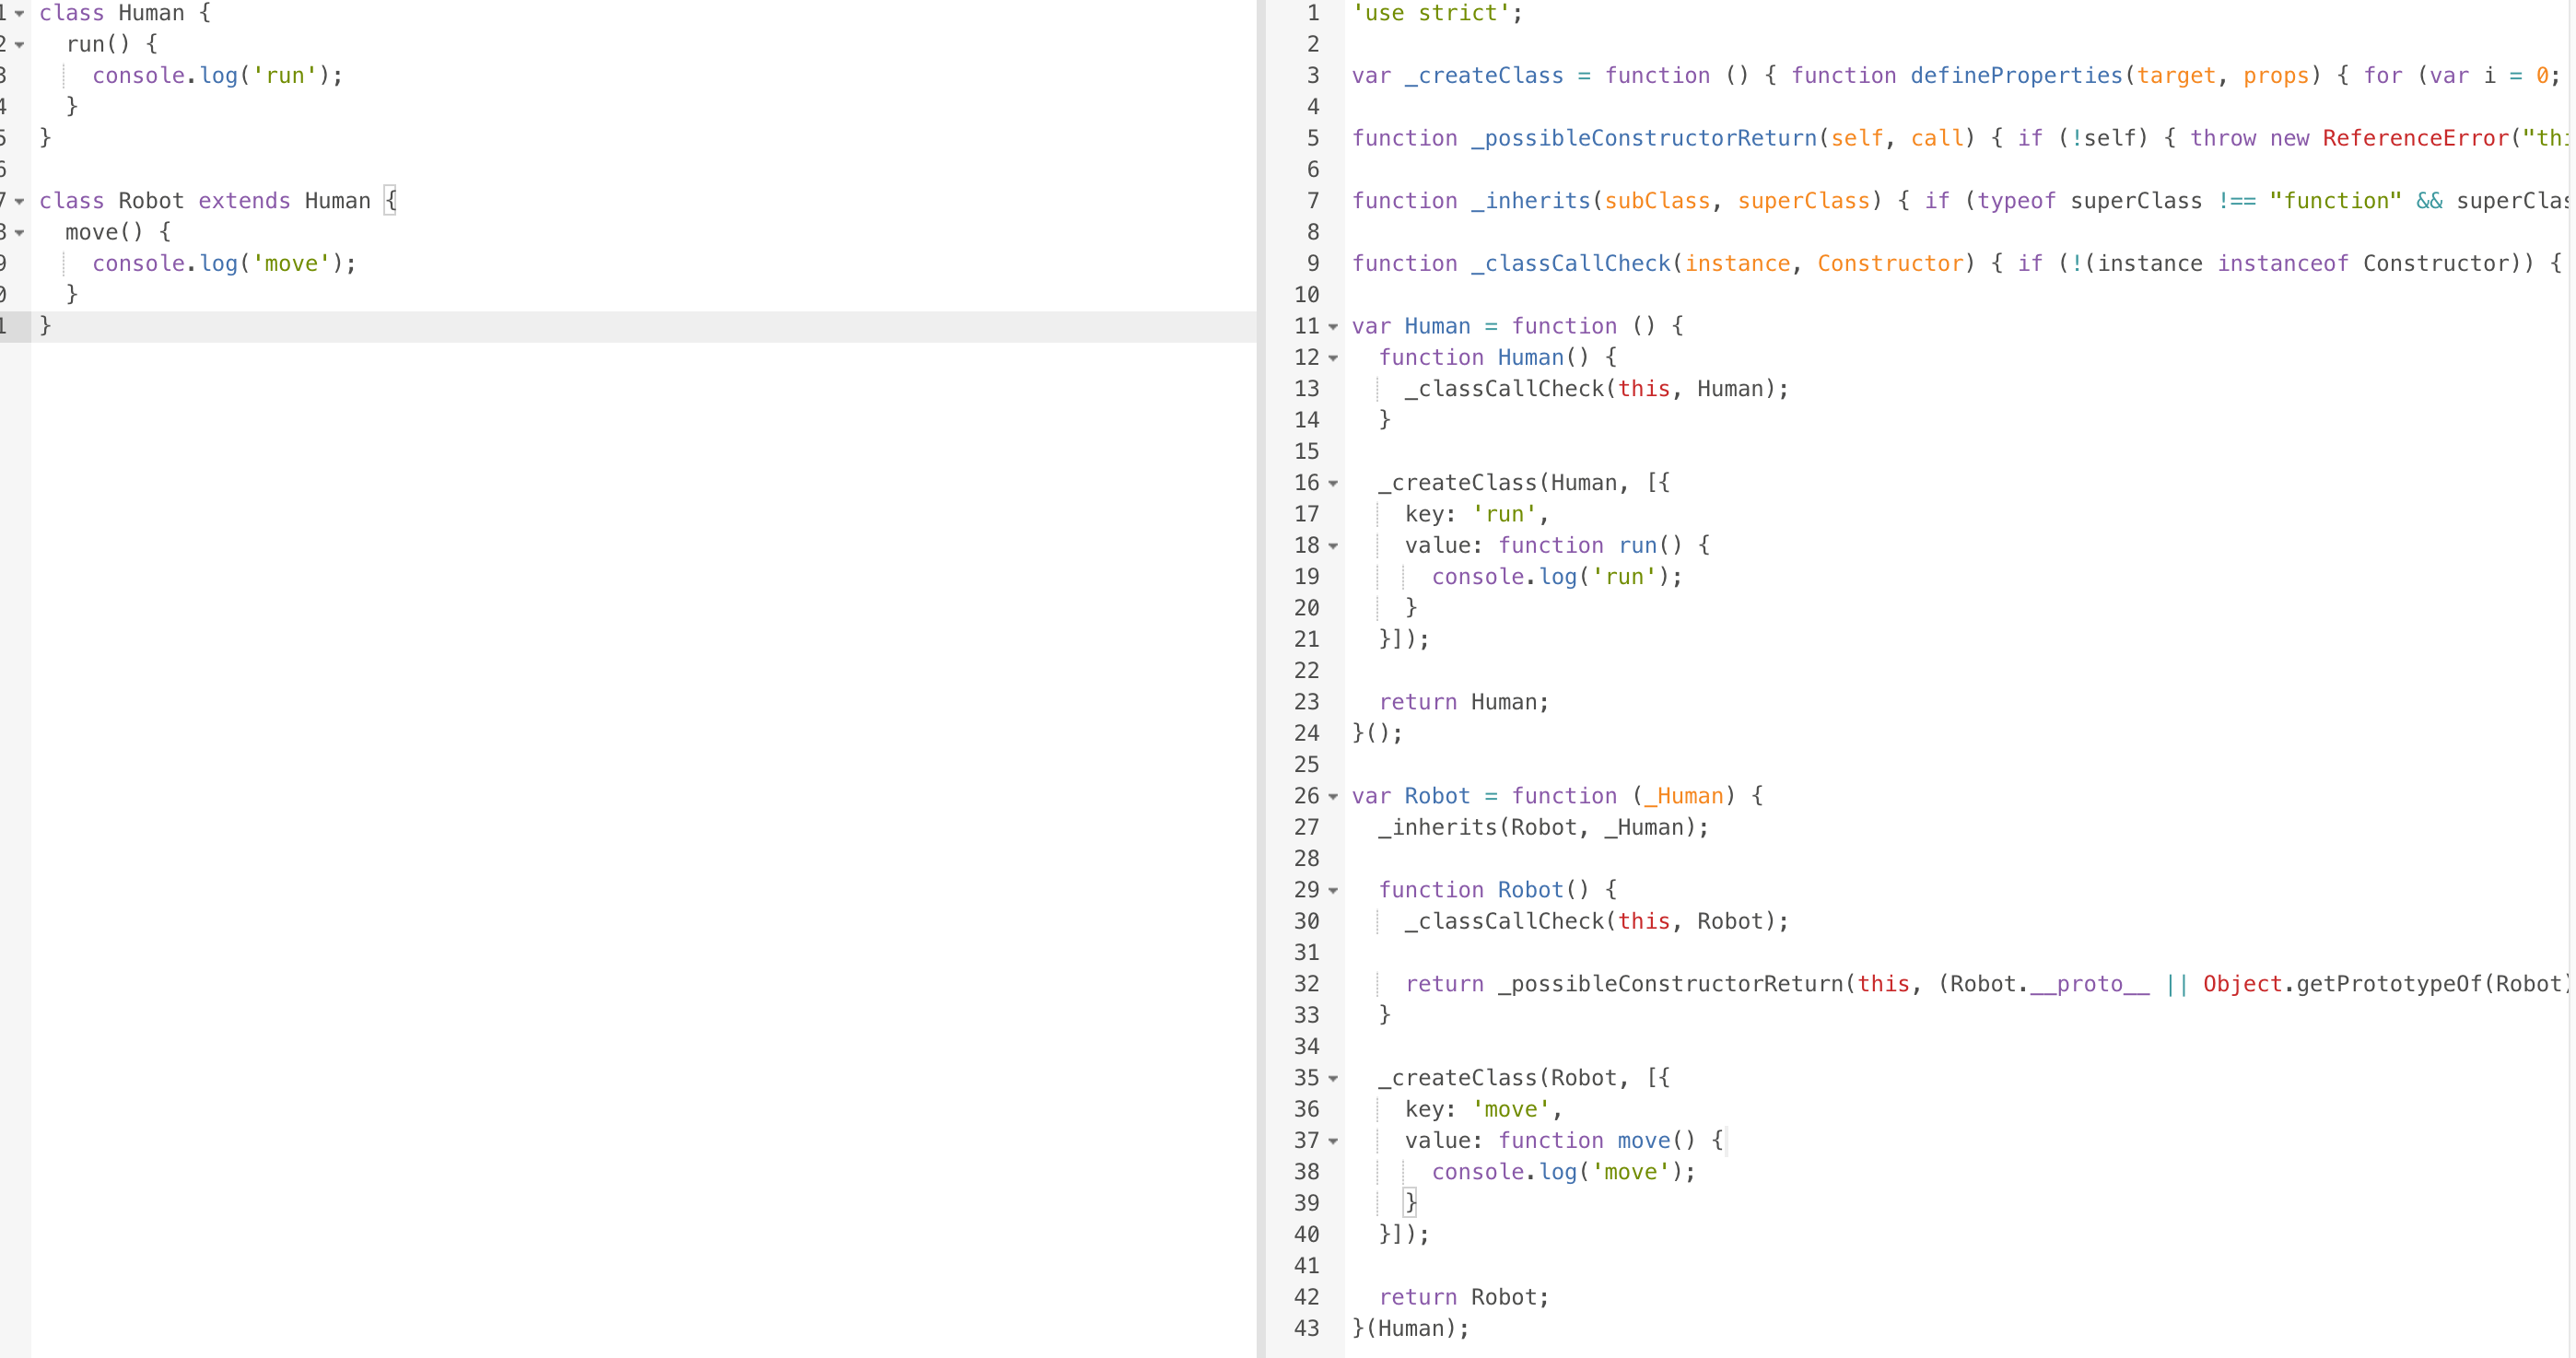 1 class Human {
2   run() {
3     console.log('run');
4   }
5 }
6
7 class Robot extends Human {
8   move() {
9     console.log('move');
0   }
1 }
1 'use strict';
2
3 var _createClass = function () { function defineProperties(target, props) { for (var i = 0;
4
5 function _possibleConstructorReturn(self, call) { if (!self) { throw new ReferenceError("thi
6
7 function _inherits(subClass, superClass) { if (typeof superClass !== "function" && superClas
8
9 function _classCallCheck(instance, Constructor) { if (!(instance instanceof Constructor)) {
10
11 var Human = function () {
12   function Human() {
13     _classCallCheck(this, Human);
14   }
15
16   _createClass(Human, [{
17     key: 'run',
18     value: function run() {
19       console.log('run');
20     }
21   }]);
22
23   return Human;
24 }();
25
26 var Robot = function (_Human) {
27   _inherits(Robot, _Human);
28
29   function Robot() {
30     _classCallCheck(this, Robot);
31
32     return _possibleConstructorReturn(this, (Robot.__proto__ || Object.getPrototypeOf(Robot)
33   }
34
35   _createClass(Robot, [{
36     key: 'move',
37     value: function move() {
38       console.log('move');
39     }
40   }]);
41
42   return Robot;
43 }(Human);